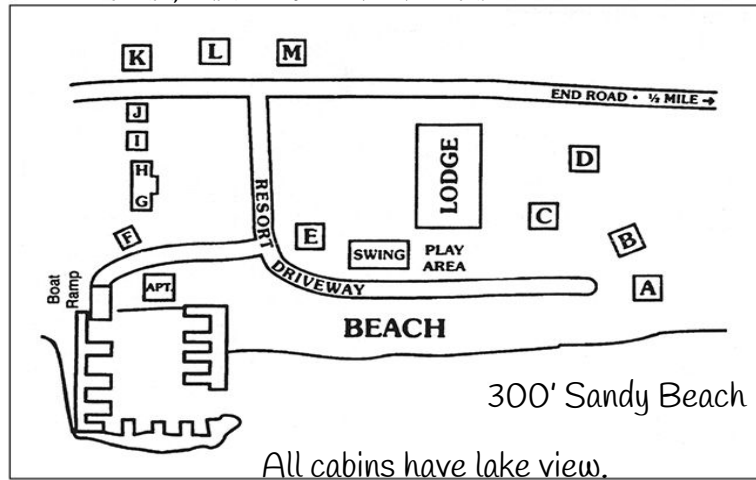 K
L
M
END ROAD • ½ MILE →
J
I
H
G
F
RESORT DRIVEWAY
LODGE
D
C
B
A
E
SWING
PLAY
AREA
Boat
Ramp
APT.
BEACH
300' Sandy Beach
All cabins have lake view.